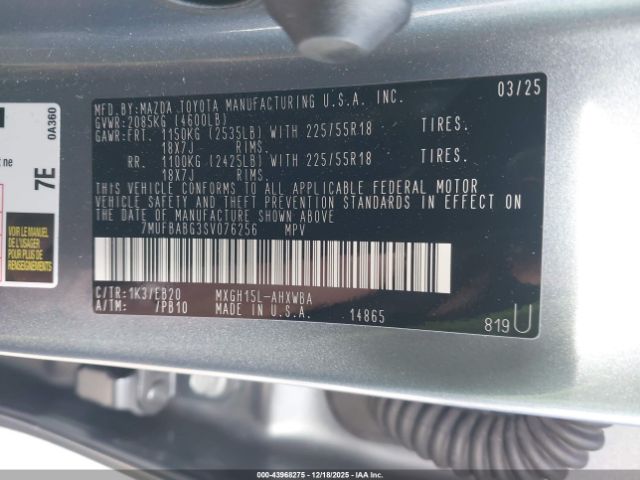 MFD.BY:MAZDA TOYOTA MANUFACTURING U.S.A. INC. 03/25
GVWR:2085KG (4600LB)
GAWR:FRT. 1150KG (2535LB) WITH 225/55R18 TIRES.
18X7J RIMS.
RR. 1100KG (2425LB) WITH 225/55R18 TIRES.
18X7J RIMS.
THIS VEHICLE CONFORMS TO ALL APPLICABLE FEDERAL MOTOR
VEHICLE SAFETY AND THEFT PREVENTION STANDARDS IN EFFECT ON
THE DATE OF MANUFACTURE SHOWN ABOVE.
7MUFBABG3SV076256 MPV
C/TR:1K3/EB20 MXGH15L-AHXWBA
A/TM: /PB10 MADE IN U.S.A. 14865
819U
0A360
7E
ne
VOIR LE MANUEL
DE L'USAGER
POUR PLUS DE
RENSEIGNEMENTS
00-43968275 - 12/18/2025 - IAAI.COM